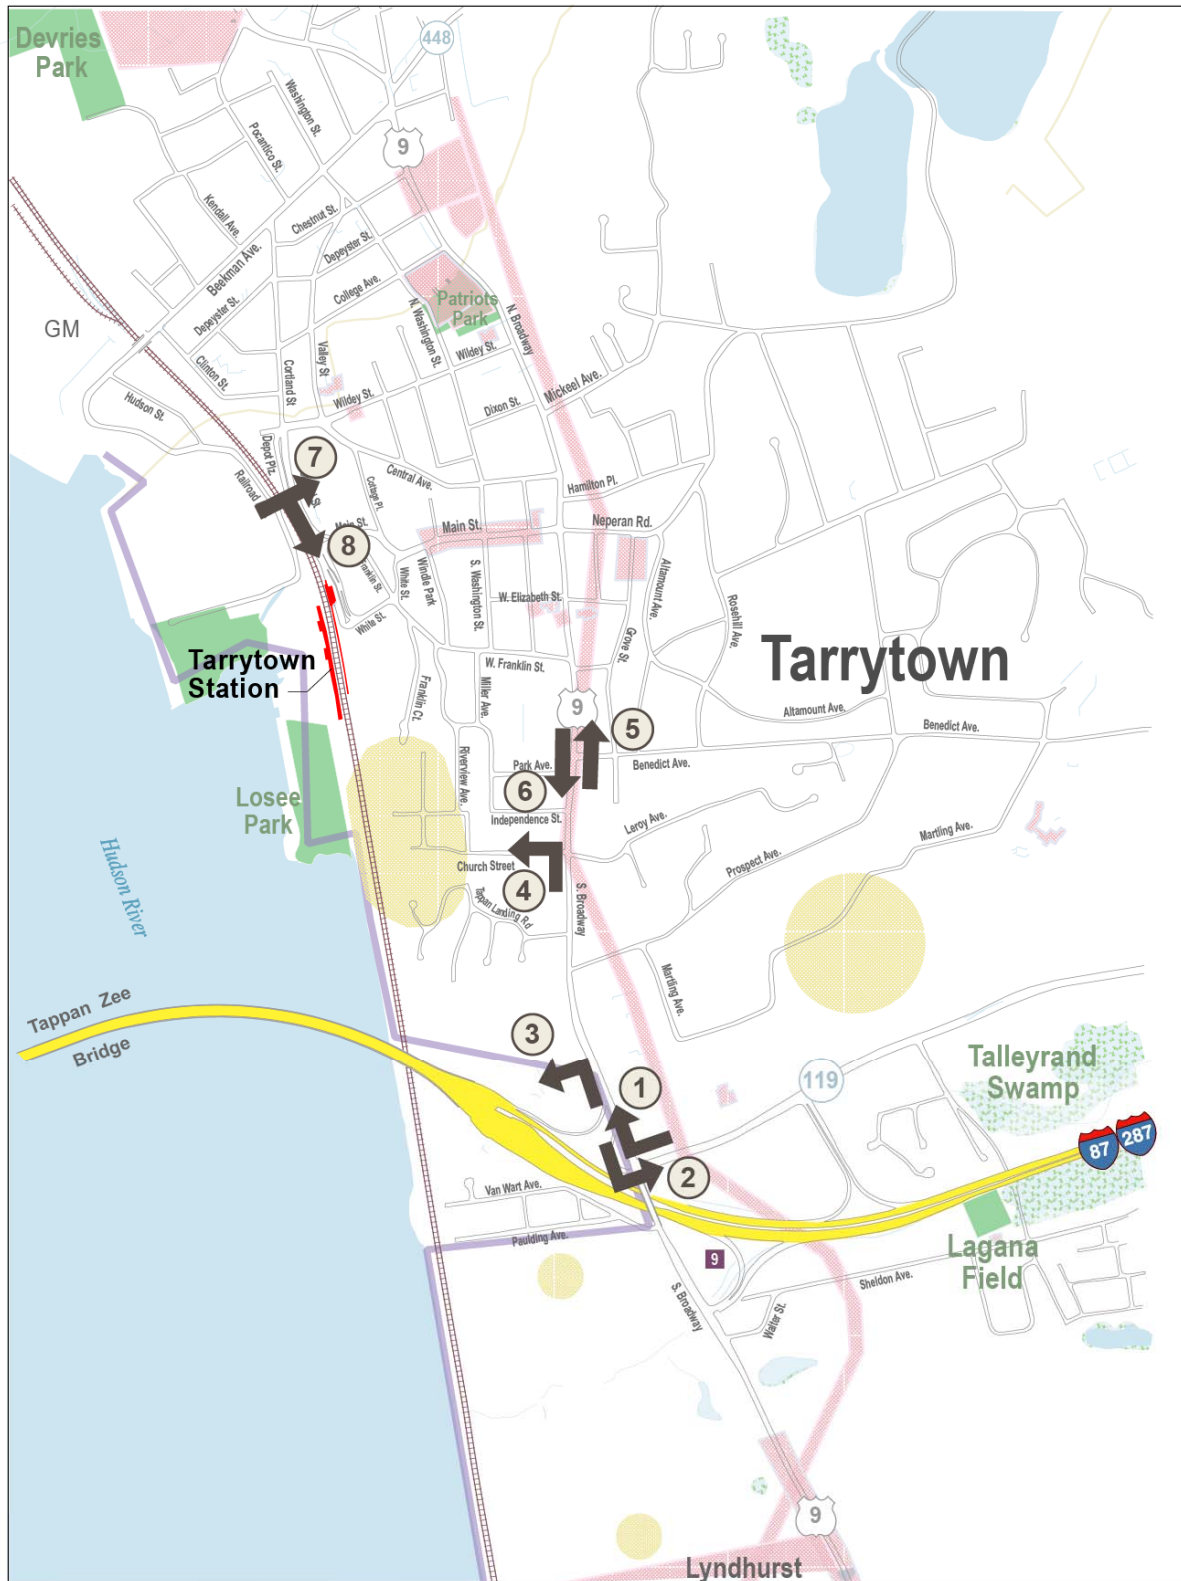 Devries
Park
448
Washington St.
Pocantico St.
9
Kendall Ave.
Chestnut St.
Depeyster St.
Beekman Ave.
College Ave.
Depeyster St.
Patriots
Park
N. Washington St.
N. Broadway
GM
Valley St.
Wildey St.
Clinton St.
Cortland St
Mickeel Ave.
Hudson St.
Wildey St.
Dixon St.
Depot Plz.
7
Central Ave.
Railroad
Cottage Pl.
Hamilton Pl.
Main St.
Main St.
Neperan Rd.
8
Franklin St.
White St.
Windle Park
S. Washington St.
Altamount Ave.
W. Elizabeth St.
Rosehill Ave.
White St.
Grove St.
Tarrytown
Tarrytown
Station
W. Franklin St.
Franklin Ct.
Miller Ave.
9
Altamount Ave.
5
Benedict Ave.
Riverview Ave.
Park Ave.
Benedict Ave.
6
Losee
Park
Independence St.
Leroy Ave.
Martling Ave.
Hudson River
Church Street
Prospect Ave.
4
S. Broadway
Tappan Landing Rd
Martling Ave.
Tappan Zee
Bridge
3
Talleyrand
Swamp
1
119
87
287
2
Van Wart Ave.
Paulding Ave.
9
Lagana
Field
Sheldon Ave.
S. Broadway
Walter St.
9
Lyndhurst